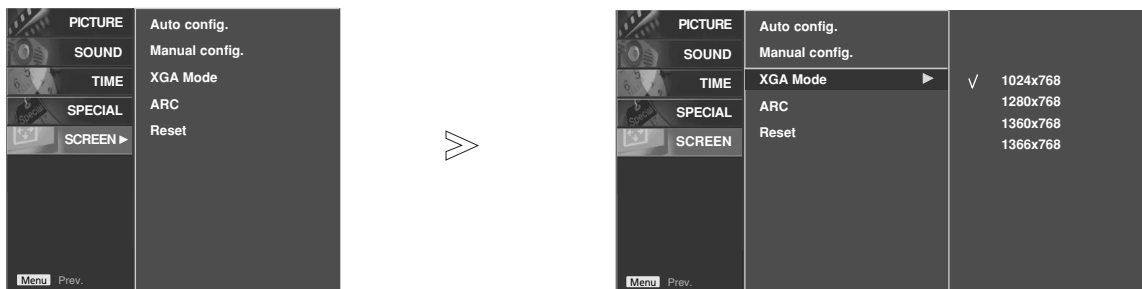 PICTURE
SOUND
TIME
SPECIAL
SCREEN ▶
Auto config.
Manual config.
XGA Mode
ARC
Reset
Menu Prev.
PICTURE
SOUND
TIME
SPECIAL
SCREEN
Auto config.
Manual config.
XGA Mode ▶
ARC
Reset
√ 1024x768
1280x768
1360x768
1366x768
Menu Prev.